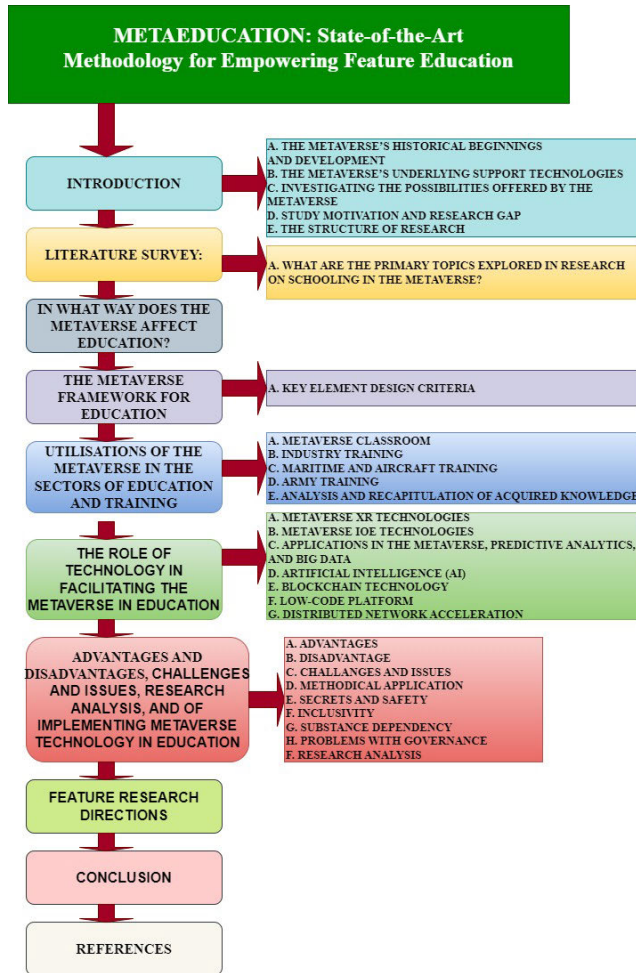 METAEDUCATION: State-of-the-Art
Methodology for Empowering Feature Education
INTRODUCTION
A. THE METAVERSE'S HISTORICAL BEGINNINGS
AND DEVELOPMENT
B. THE METAVERSE'S UNDERLYING SUPPORT TECHNOLOGIES
C. INVESTIGATING THE POSSIBILITIES OFFERED BY THE
METAVERSE
D. STUDY MOTIVATION AND RESEARCH GAP
E. THE STRUCTURE OF RESEARCH
LITERATURE SURVEY:
A. WHAT ARE THE PRIMARY TOPICS EXPLORED IN RESEARCH
ON SCHOOLING IN THE METAVERSE?
IN WHAT WAY DOES THE
METAVERSE AFFECT
EDUCATION?
THE METAVERSE
FRAMEWORK FOR
EDUCATION
A. KEY ELEMENT DESIGN CRITERIA
UTILISATIONS OF THE
METAVERSE IN THE
SECTORS OF EDUCATION
AND TRAINING
A. METAVERSE CLASSROOM
B. INDUSTRY TRAINING
C. MARITIME AND AIRCRAFT TRAINING
D. ARMY TRAINING
E. ANALYSIS AND RECAPITULATION OF ACQUIRED KNOWLEDGE
THE ROLE OF
TECHNOLOGY IN
FACILITATING THE
METAVERSE IN EDUCATION
A. METAVERSE XR TECHNOLOGIES
B. METAVERSE IOE TECHNOLOGIES
C. APPLICATIONS IN THE METAVERSE, PREDICTIVE ANALYTICS,
AND BIG DATA
D. ARTIFICIAL INTELLIGENCE (AI)
E. BLOCKCHAIN TECHNOLOGY
F. LOW-CODE PLATFORM
G. DISTRIBUTED NETWORK ACCELERATION
ADVANTAGES AND
DISADVANTAGES, CHALLENGES
AND ISSUES, RESEARCH
ANALYSIS, AND OF
IMPLEMENTING METAVERSE
TECHNOLOGY IN EDUCATION
A. ADVANTAGES
B. DISADVANTAGE
C. CHALLANGES AND ISSUES
D. METHODICAL APPLICATION
E. SECRETS AND SAFETY
F. INCLUSIVITY
G. SUBSTANCE DEPENDENCY
H. PROBLEMS WITH GOVERNANCE
F. RESEARCH ANALYSIS
FEATURE RESEARCH
DIRECTIONS
CONCLUSION
REFERENCES